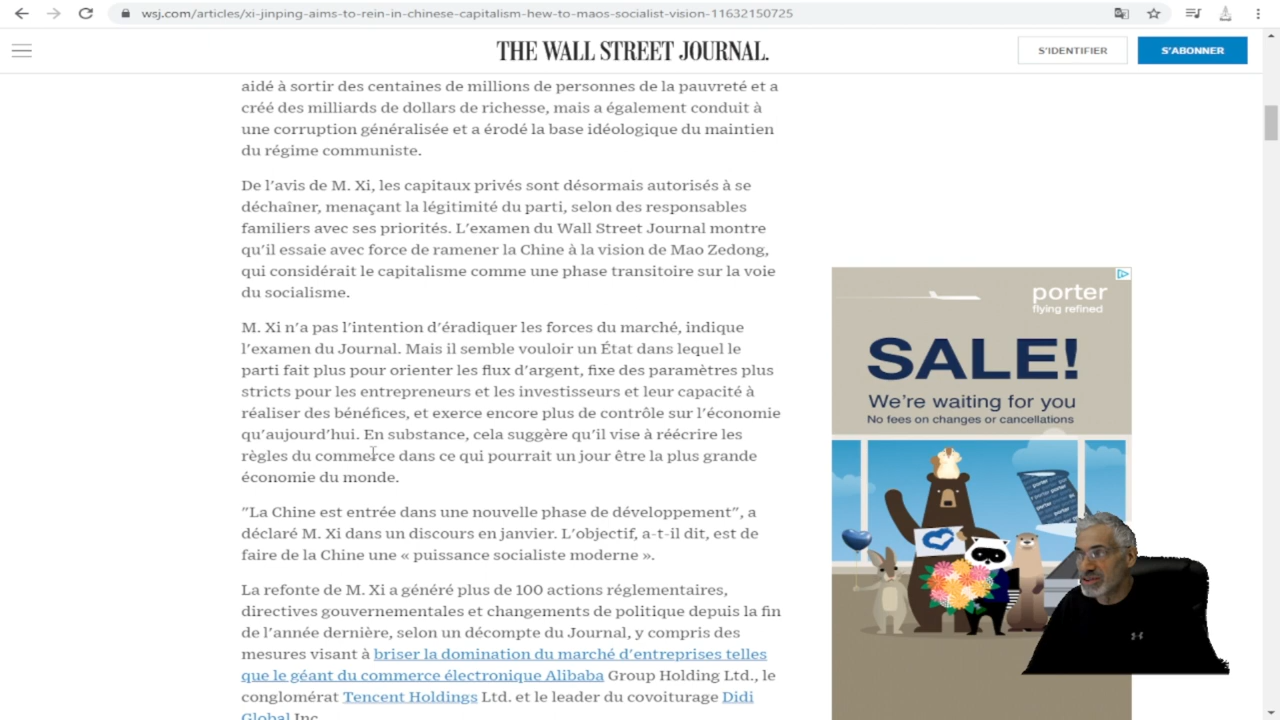 wsj.com/articles/xi-jinping-aims-to-rein-in-chinese-capitalism-hew-to-maos-socialist-vision-11632150725
THE WALL STREET JOURNAL.
S'IDENTIFIER
S'ABONNER
aidé à sortir des centaines de millions de personnes de la pauvreté et a
créé des milliards de dollars de richesse, mais a également conduit à
une corruption généralisée et a érodé la base idéologique du maintien
du régime communiste.
De l'avis de M. Xi, les capitaux privés sont désormais autorisés à se
déchaîner, menaçant la légitimité du parti, selon des responsables
familiers avec ses priorités. L'examen du Wall Street Journal montre
qu'il essaie avec force de ramener la Chine à la vision de Mao Zedong,
qui considérait le capitalisme comme une phase transitoire sur la voie
du socialisme.
M. Xi n'a pas l'intention d'éradiquer les forces du marché, indique
l'examen du Journal. Mais il semble vouloir un État dans lequel le
parti fait plus pour orienter les flux d'argent, fixe des paramètres plus
stricts pour les entrepreneurs et les investisseurs et leur capacité à
réaliser des bénéfices, et exerce encore plus de contrôle sur l'économie
qu'aujourd'hui. En substance, cela suggère qu'il vise à réécrire les
règles du commerce dans ce qui pourrait un jour être la plus grande
économie du monde.
"La Chine est entrée dans une nouvelle phase de développement", a
déclaré M. Xi dans un discours en janvier. L'objectif, a-t-il dit, est de
faire de la Chine une « puissance socialiste moderne ».
La refonte de M. Xi a généré plus de 100 actions réglementaires,
directives gouvernementales et changements de politique depuis la fin
de l'année dernière, selon un décompte du Journal, y compris des
mesures visant à briser la domination du marché d'entreprises telles
que le géant du commerce électronique Alibaba Group Holding Ltd., le
conglomérat Tencent Holdings Ltd. et le leader du covoiturage Didi
Global Inc.
porter
flying refined
SALE!
We're waiting for you
No fees on changes or cancellations